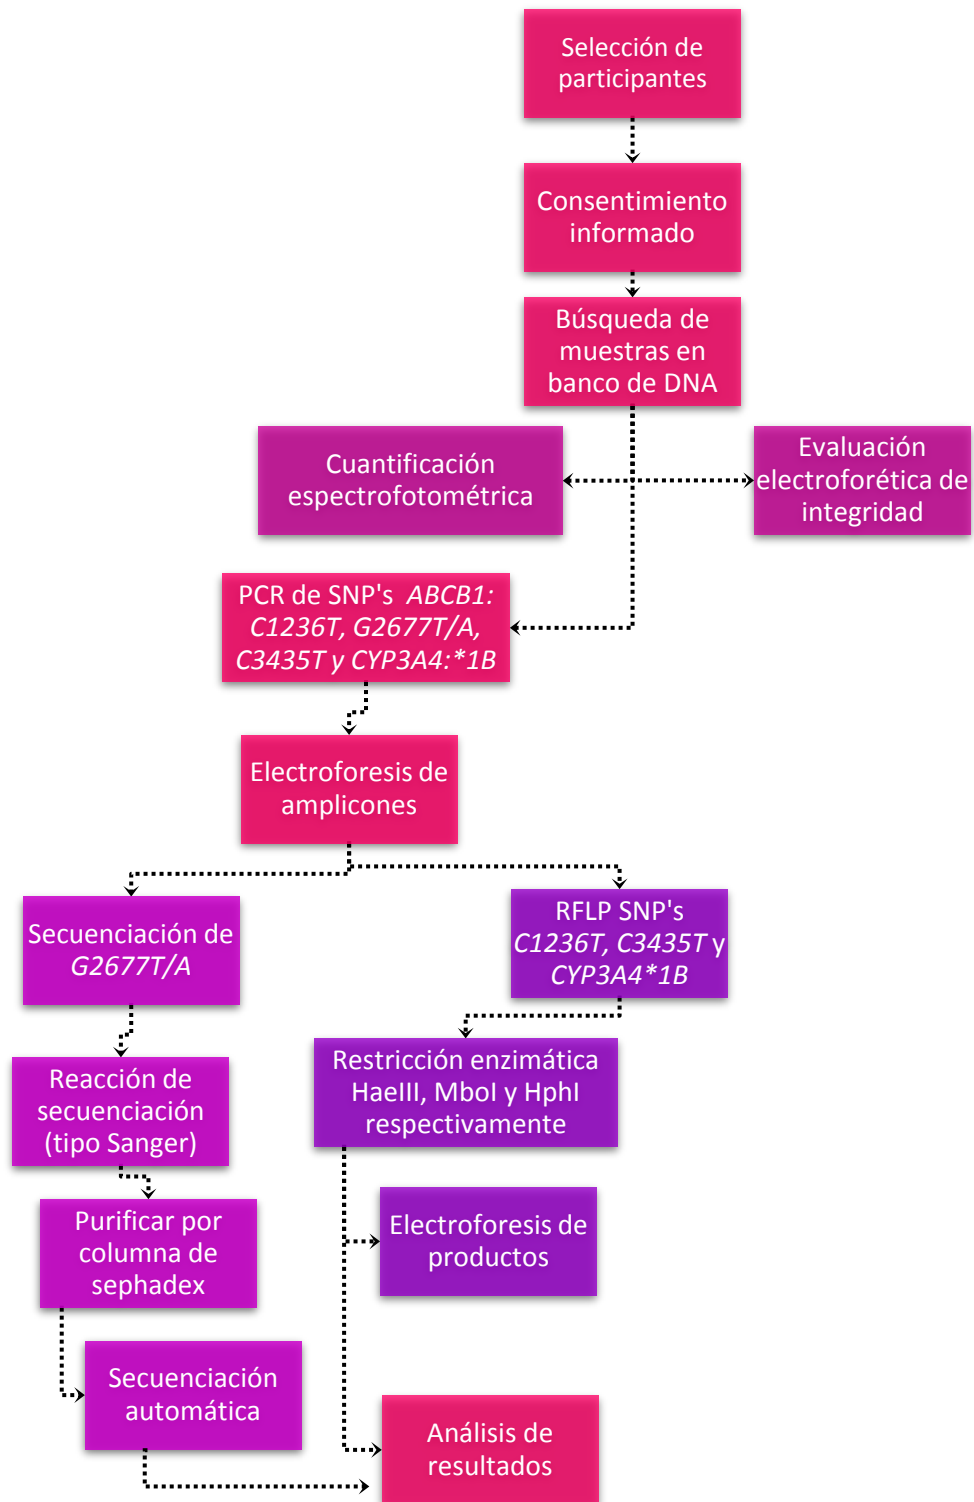 Selección de
participantes
Consentimiento
informado
Búsqueda de
muestras en
banco de DNA
Cuantificación
espectrofotométrica
Evaluación
electroforética de
integridad
PCR de SNP's ABCB1:
C1236T, G2677T/A,
C3435T y CYP3A4:*1B
Electroforesis de
amplicones
Secuenciación de
G2677T/A
RFLP SNP's
C1236T, C3435T y
CYP3A4*1B
Reacción de
secuenciación
(tipo Sanger)
Restricción enzimática
HaeIII, MboI y HphI
respectivamente
Purificar por
columna de
sephadex
Electroforesis de
productos
Secuenciación
automática
Análisis de
resultados